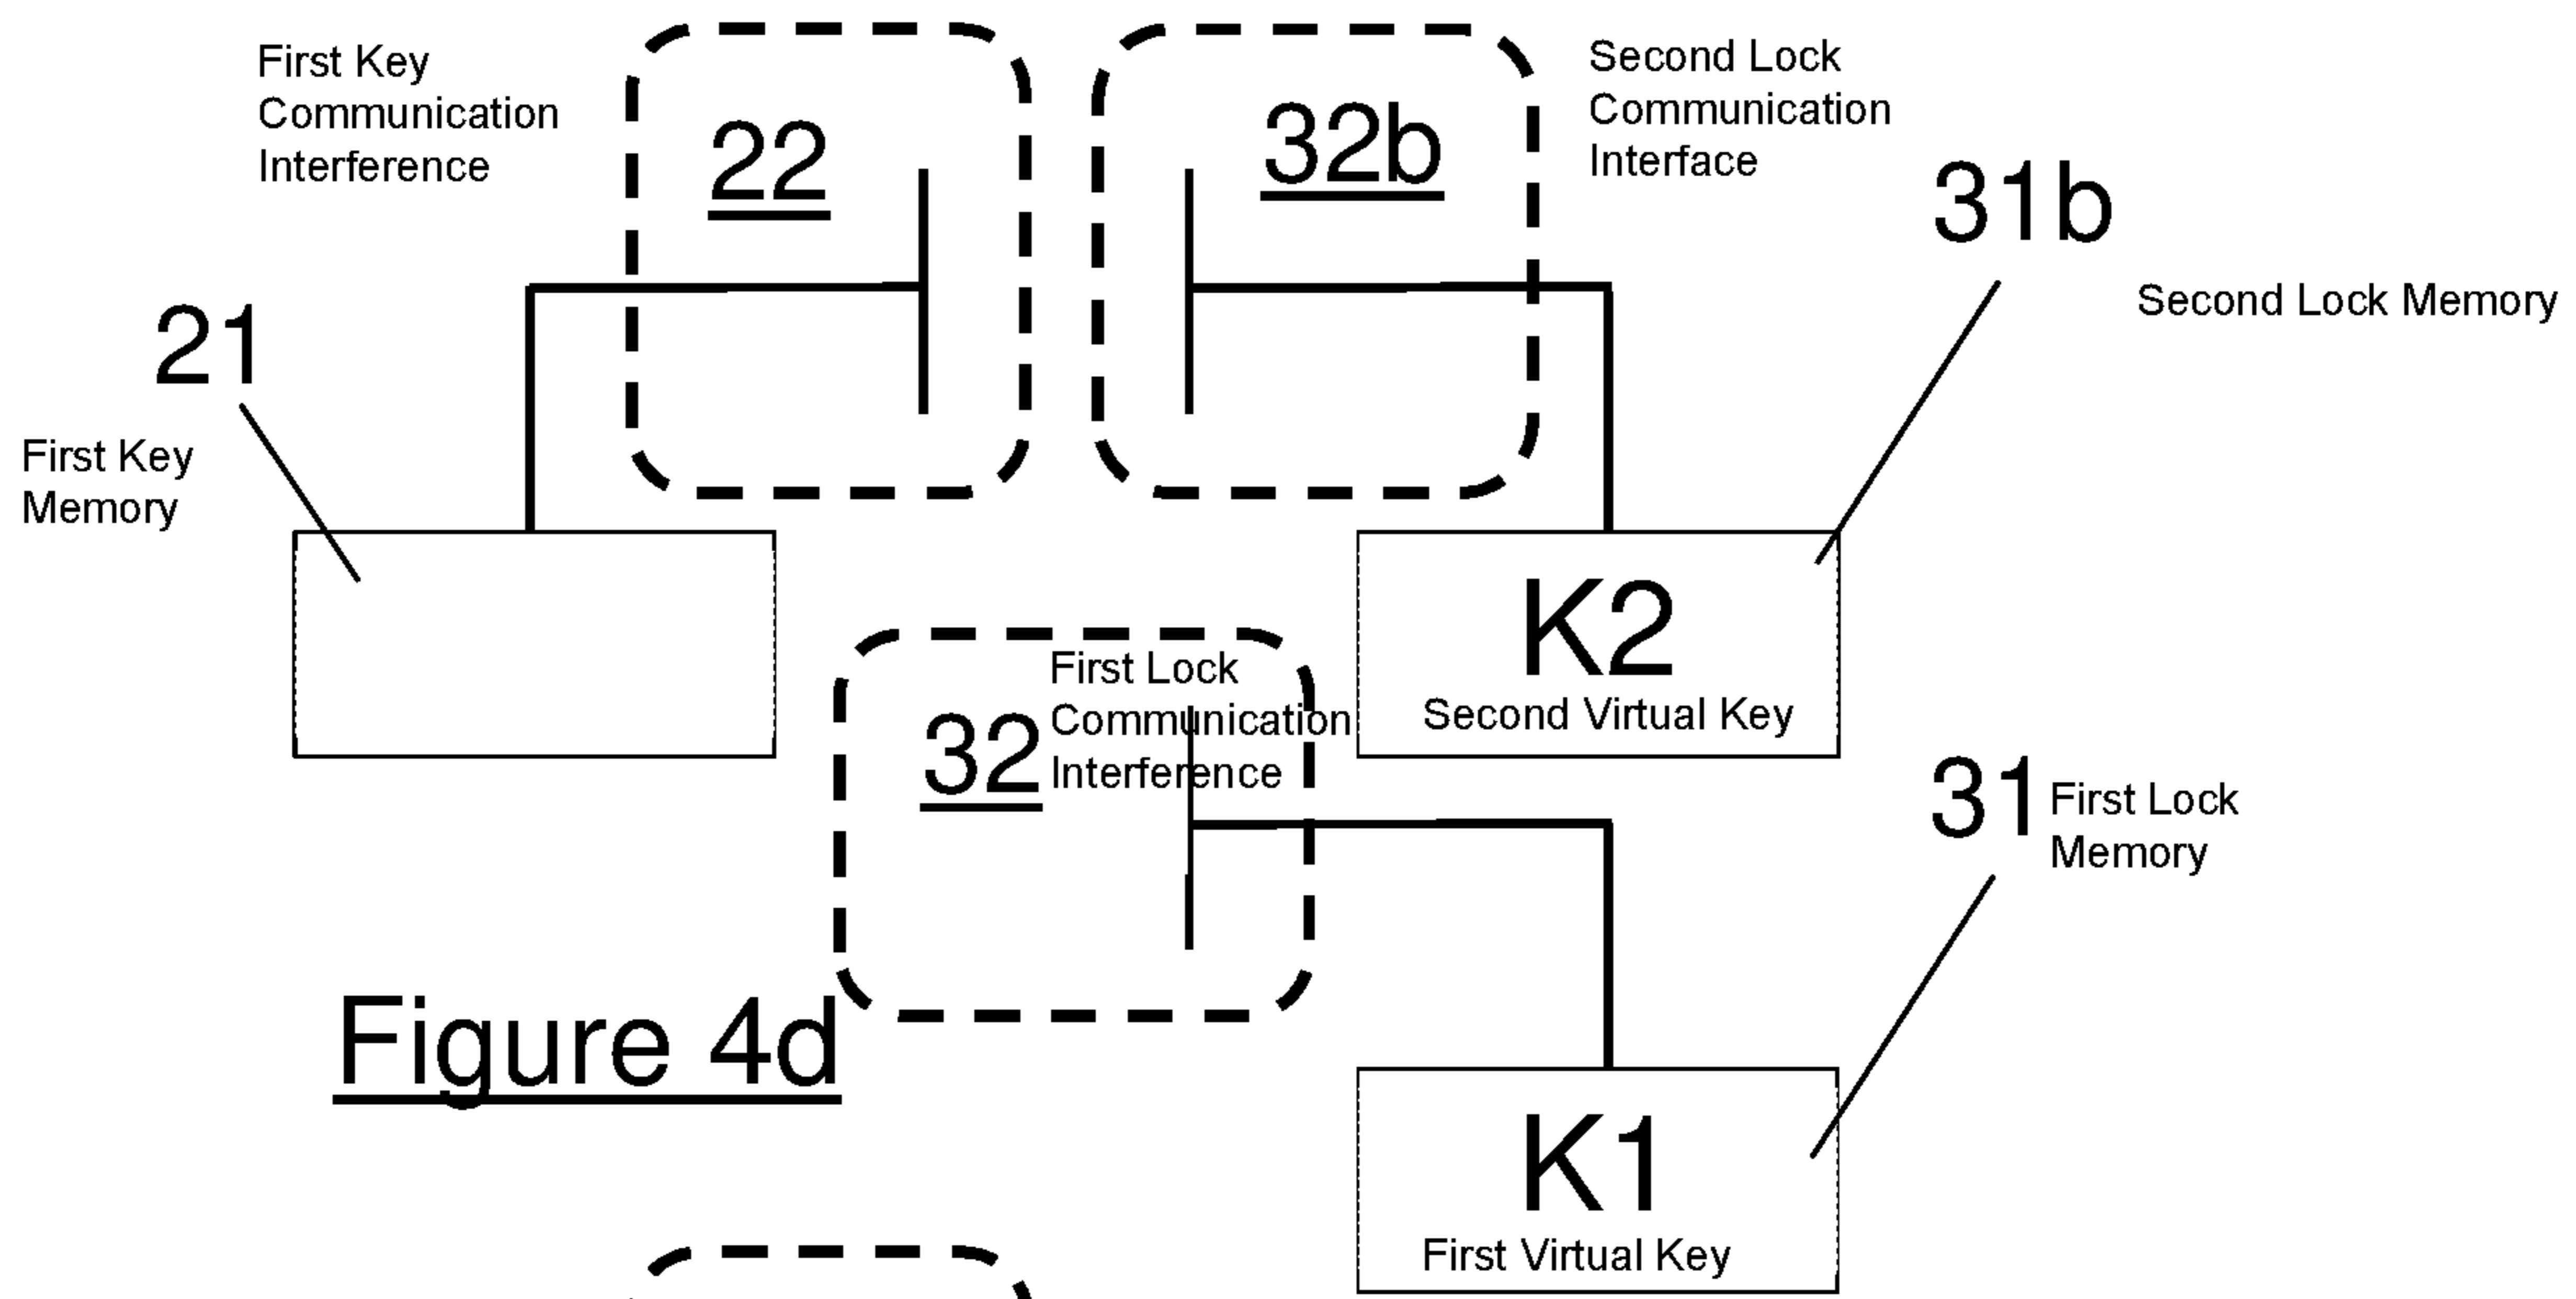 First Key
Communication
Interference
22
32b
Second Lock
Communication
Interface
31b
Second Lock Memory
21
First Key
Memory
K2
Second Virtual Key
32
First Lock
Communication
Interference
31
First Lock
Memory
Figure 4d
K1
First Virtual Key